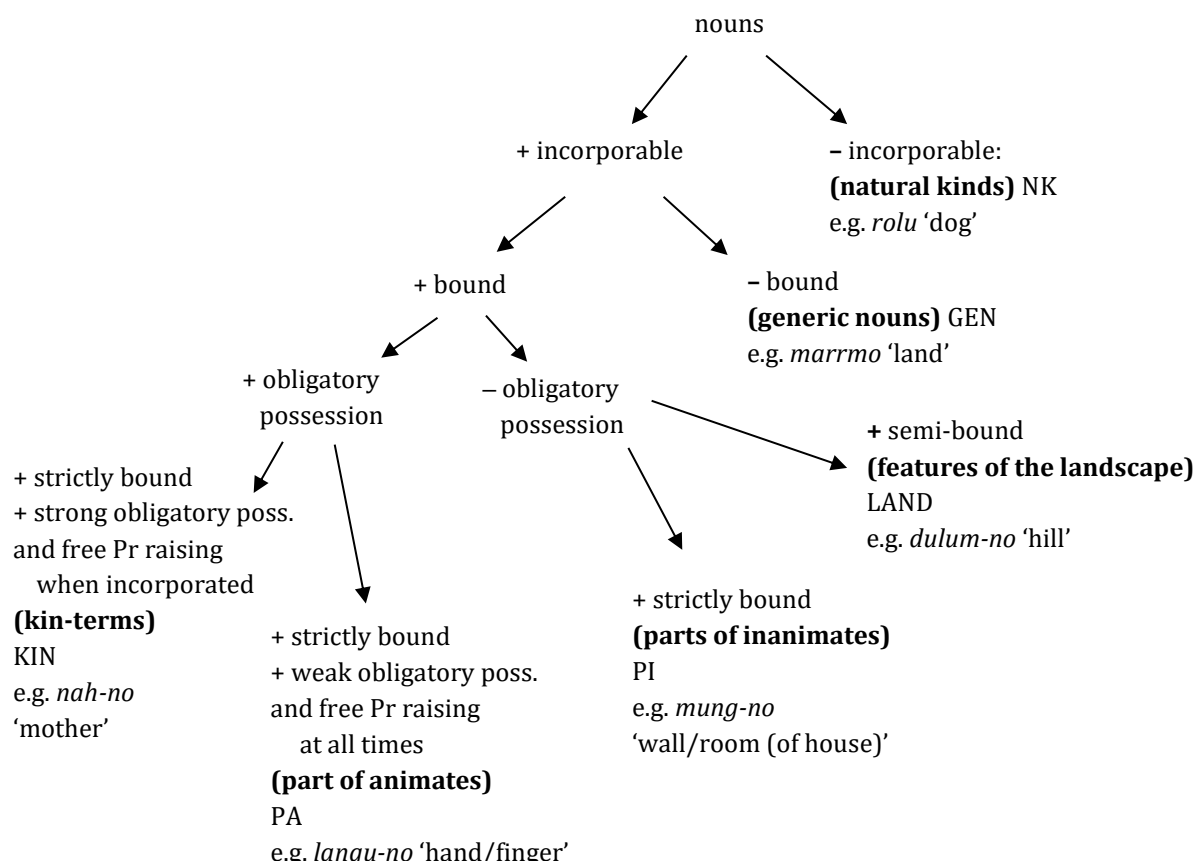 nouns
+ incorporable
– incorporable:
(natural kinds) NK
e.g. rolu ‘dog’
+ bound
– bound
(generic nouns) GEN
e.g. marrmo ‘land’
+ obligatory
possession
– obligatory
possession
+ semi-bound
(features of the landscape)
LAND
e.g. dulum-no ‘hill’
+ strictly bound
+ strong obligatory poss.
and free Pr raising
when incorporated
(kin-terms)
KIN
e.g. nah-no
‘mother’
+ strictly bound
+ weak obligatory poss.
and free Pr raising
at all times
(part of animates)
PA
e.g. langu-no ‘hand/finger’
+ strictly bound
(parts of inanimates)
PI
e.g. mung-no
‘wall/room (of house)’